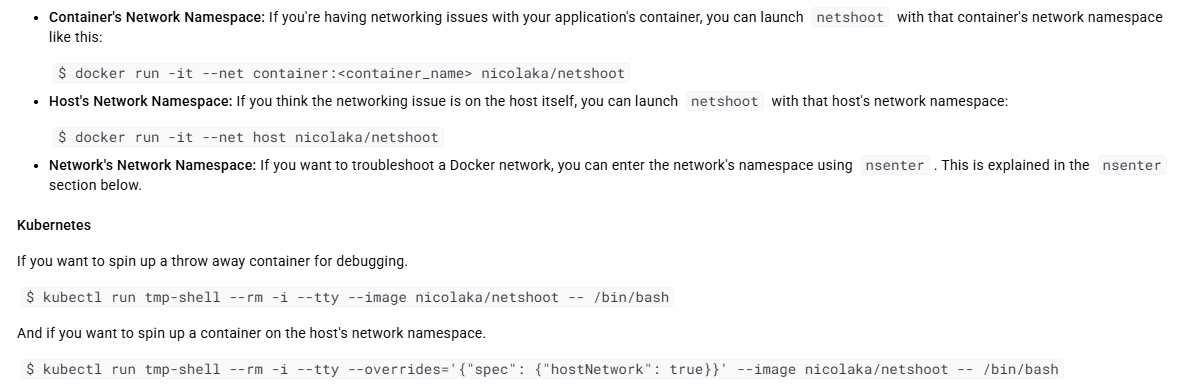 • Container's Network Namespace: If you're having networking issues with your application's container, you can launch netshoot with that container's network namespace
like this:
$ docker run -it --net container:<container_name> nicolaka/netshoot
• Host's Network Namespace: If you think the networking issue is on the host itself, you can launch netshoot with that host's network namespace:
$ docker run -it --net host nicolaka/netshoot
• Network's Network Namespace: If you want to troubleshoot a Docker network, you can enter the network's namespace using nsenter . This is explained in the nsenter
section below.
Kubernetes
If you want to spin up a throw away container for debugging.
$ kubectl run tmp-shell --rm -i --tty --image nicolaka/netshoot -- /bin/bash
And if you want to spin up a container on the host's network namespace.
$ kubectl run tmp-shell --rm -i --tty --overrides='{"spec": {"hostNetwork": true}}' --image nicolaka/netshoot -- /bin/bash